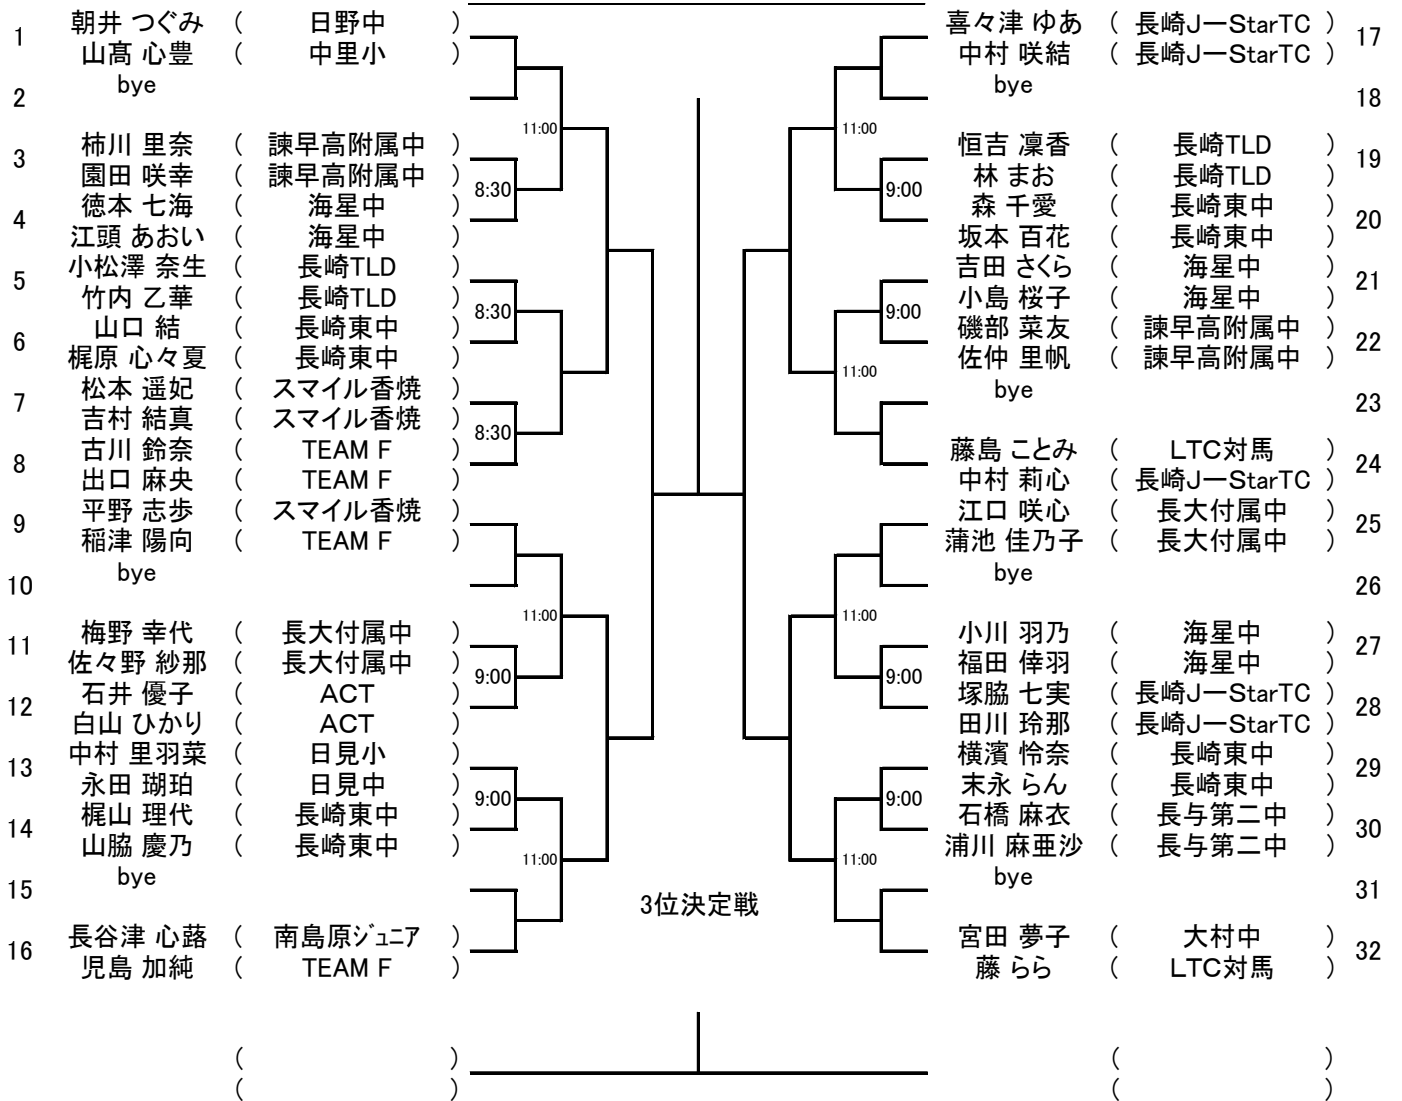 1 朝井 つぐみ ( 日野中 )
山髙 心豊 ( 中里小 )
2 bye
3 柿川 里奈 ( 諫早高附属中 )
園田 咲幸 ( 諫早高附属中 )
4 徳本 七海 ( 海星中 )
江頭 あおい ( 海星中 )
5 小松澤 奈生 ( 長崎TLD )
竹内 乙華 ( 長崎TLD )
6 山口 結 ( 長崎東中 )
梶原 心々夏 ( 長崎東中 )
7 松本 遥妃 ( スマイル香焼 )
吉村 結真 ( スマイル香焼 )
8 古川 鈴奈 ( TEAM F )
出口 麻央 ( TEAM F )
9 平野 志歩 ( スマイル香焼 )
稲津 陽向 ( TEAM F )
10 bye
11 梅野 幸代 ( 長大付属中 )
佐々野 紗那 ( 長大付属中 )
12 石井 優子 ( ACT )
白山 ひかり ( ACT )
13 中村 里羽菜 ( 日見小 )
永田 瑚珀 ( 日見中 )
14 梶山 理代 ( 長崎東中 )
山脇 慶乃 ( 長崎東中 )
15 bye
16 長谷津 心蕗 ( 南島原ｼﾞｭﾆｱ )
児島 加純 ( TEAM F )
( )
( )
11:00
8:30
8:30
8:30
11:00
9:00
9:00
11:00
3位決定戦
11:00
9:00
9:00
11:00
11:00
9:00
9:00
11:00
喜々津 ゆあ ( 長崎J－StarTC ) 17
中村 咲結 ( 長崎J－StarTC )
bye 18
恒吉 凜香 ( 長崎TLD ) 19
林 まお ( 長崎TLD )
森 千愛 ( 長崎東中 ) 20
坂本 百花 ( 長崎東中 )
吉田 さくら ( 海星中 ) 21
小島 桜子 ( 海星中 )
磯部 菜友 ( 諫早高附属中 ) 22
佐仲 里帆 ( 諫早高附属中 )
bye 23
藤島 ことみ ( LTC対馬 ) 24
中村 莉心 ( 長崎J－StarTC )
江口 咲心 ( 長大付属中 ) 25
蒲池 佳乃子 ( 長大付属中 )
bye 26
小川 羽乃 ( 海星中 ) 27
福田 倖羽 ( 海星中 )
塚脇 七実 ( 長崎J－StarTC ) 28
田川 玲那 ( 長崎J－StarTC )
横濱 怜奈 ( 長崎東中 ) 29
末永 らん ( 長崎東中 )
石橋 麻衣 ( 長与第二中 ) 30
浦川 麻亜沙 ( 長与第二中 )
bye 31
宮田 夢子 ( 大村中 ) 32
藤 らら ( LTC対馬 )
( )
( )